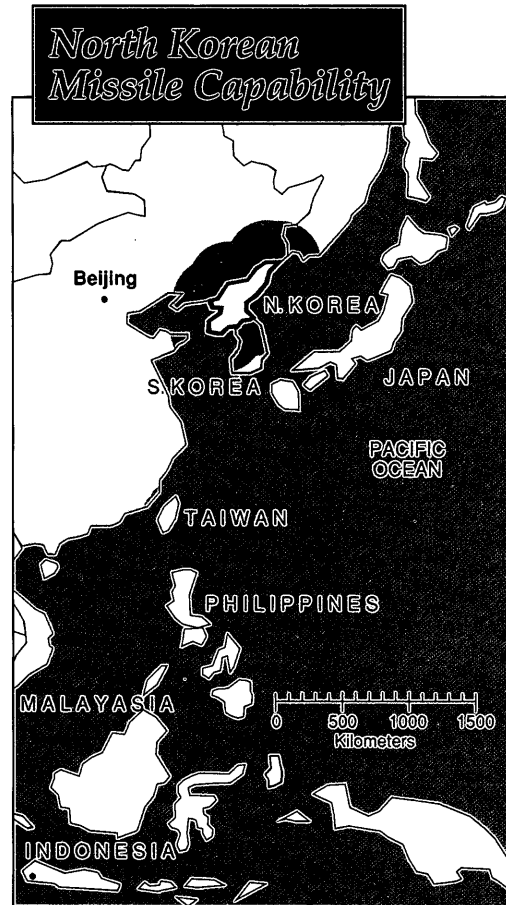 North Korean
Missile Capability
Beijing
N. KOREA
S. KOREA
JAPAN
PACIFIC
OCEAN
TAIWAN
PHILIPPINES
MALAYASIA
0 500 1000 1500
Kilometers
INDONESIA